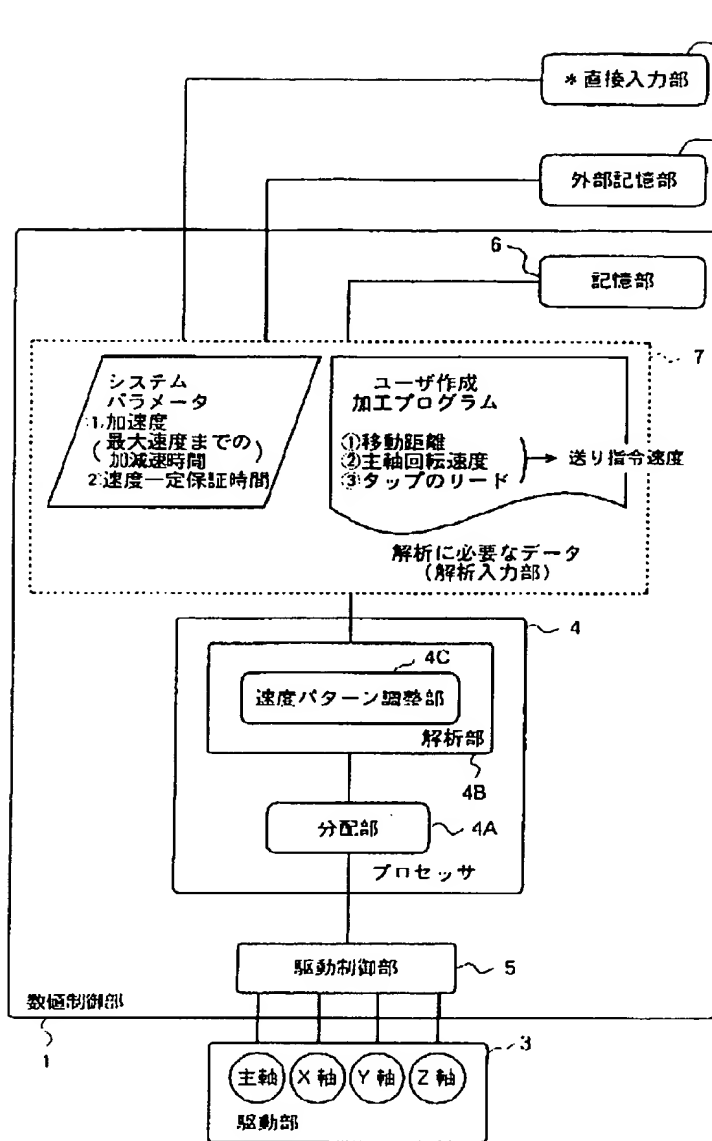 *直接入力部
外部記憶部
6
記憶部
7
システム
パラメータ
1.加速度
(最大速度までの
加減速時間)
2.速度一定保証時間
ユーザ作成
加工プログラム
①移動距離
②主軸回転速度
③タップのリード
→ 送り指令速度
解析に必要なデータ
(解析入力部)
4
4C
速度パターン調整部
解析部
4B
分配部
4A
プロセッサ
駆動制御部
5
数値制御部
1
3
主軸 X軸 Y軸 Z軸
駆動部